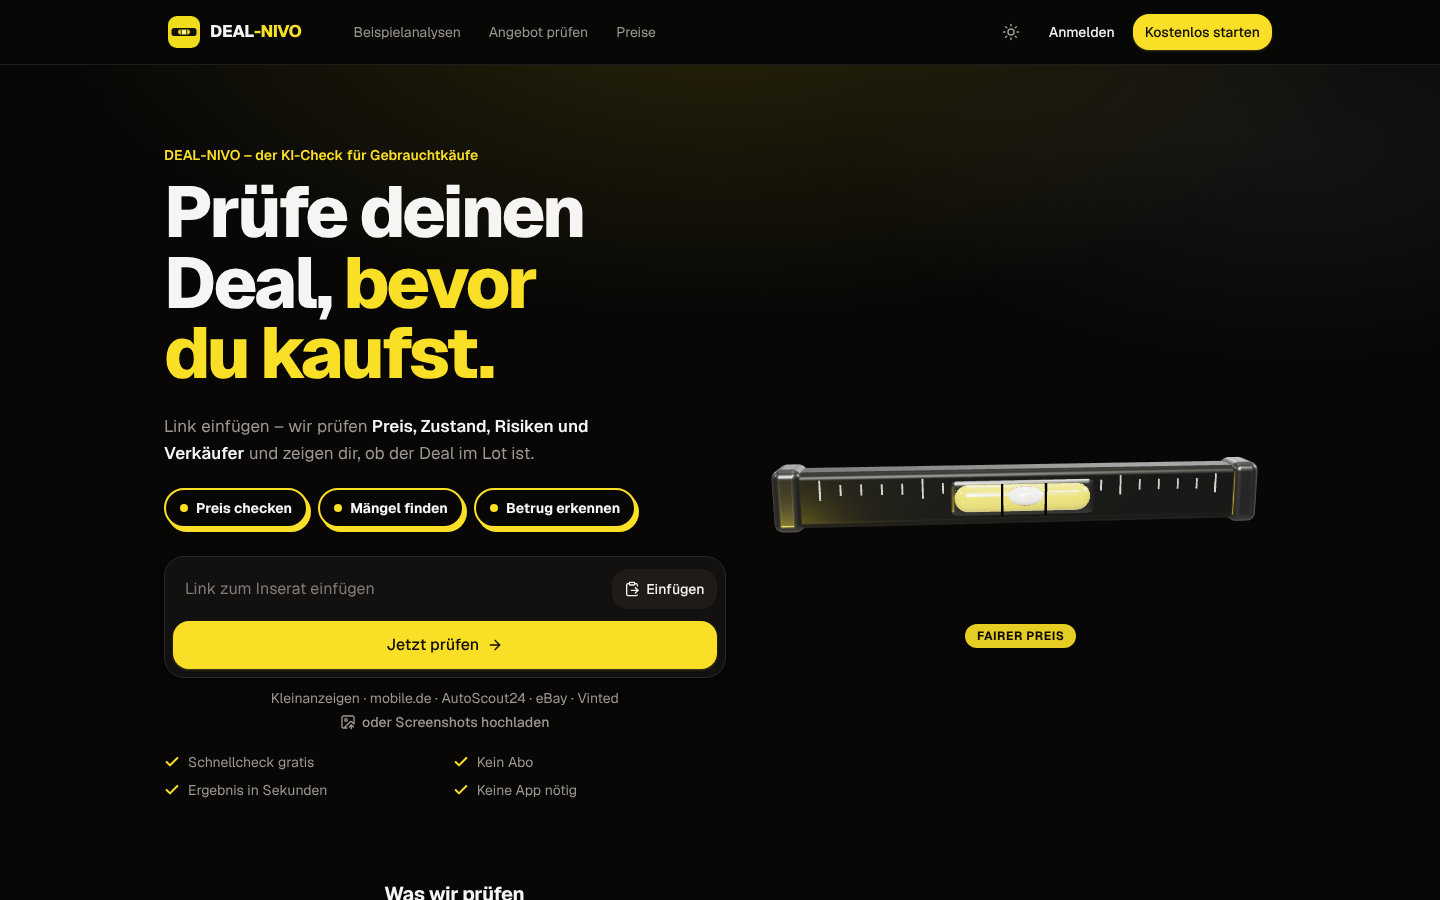 DEAL-NIVO
Beispielanalysen
Angebot prüfen
Preise
Anmelden
Kostenlos starten
DEAL-NIVO – der KI-Check für Gebrauchtkäufe
Prüfe deinen
Deal, bevor
du kaufst.
Link einfügen – wir prüfen Preis, Zustand, Risiken und
Verkäufer und zeigen dir, ob der Deal im Lot ist.
Preis checken
Mängel finden
Betrug erkennen
Link zum Inserat einfügen
Einfügen
Jetzt prüfen →
Kleinanzeigen · mobile.de · AutoScout24 · eBay · Vinted
oder Screenshots hochladen
Schnellcheck gratis
Kein Abo
Ergebnis in Sekunden
Keine App nötig
FAIRER PREIS
Was wir prüfen